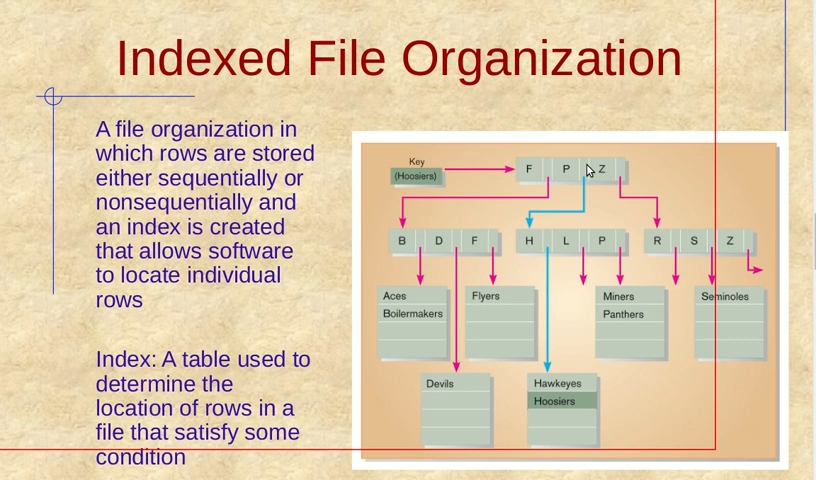 Indexed File Organization
A file organization in
which rows are stored
either sequentially or
nonsequentially and
an index is created
that allows software
to locate individual
rows
Index: A table used to
determine the
location of rows in a
file that satisfy some
condition
Key
(Hoosiers)
F P Z
B D F
H L P
R S Z
Aces
Boilermakers
Flyers
Miners
Panthers
Seminoles
Devils
Hawkeyes
Hoosiers